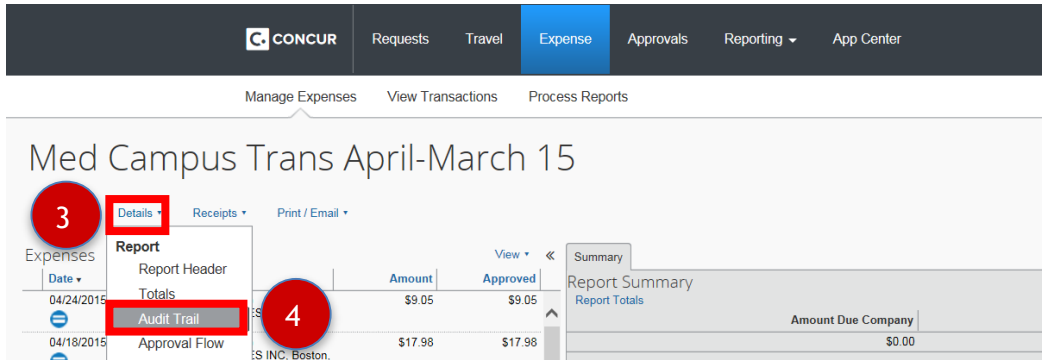 C. CONCUR Requests Travel Expense Approvals Reporting App Center
Manage Expenses View Transactions Process Reports
Med Campus Trans April-March 15
3 Details Receipts Print / Email
Report
Expenses View « Summary
Report Header
Date Amount Approved Report Summary
Totals
04/24/2015 $9.05 $9.05 Report Totals
Audit Trail 4 Amount Due Company
04/18/2015 Approval Flow $17.98 $17.98 $0.00
ES INC, Boston,